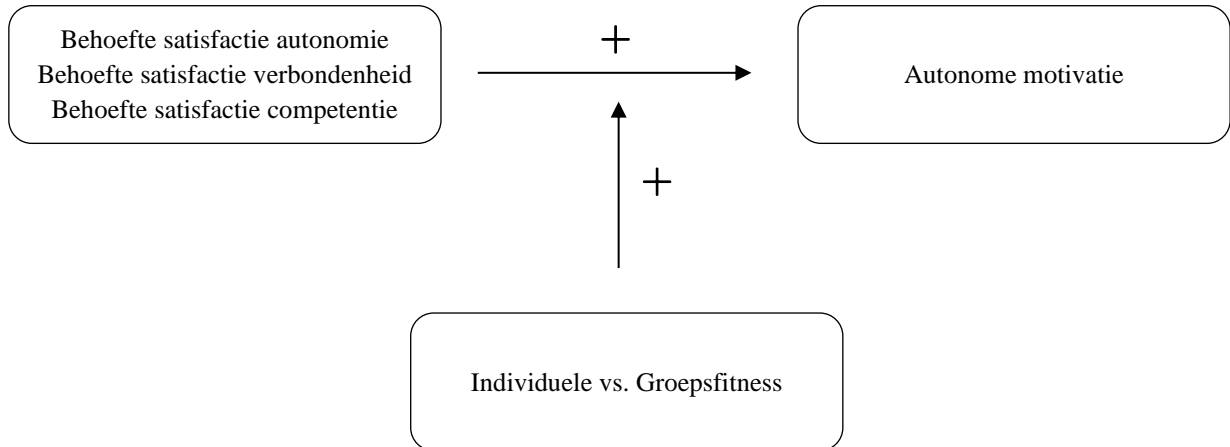 Behoefte satisfactie autonomie
Behoefte satisfactie verbondenheid
Behoefte satisfactie competentie
+
Autonome motivatie
+
Individuele vs. Groepsfitness